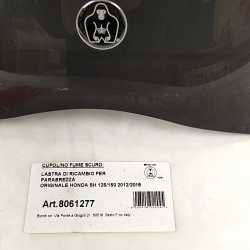 CUPOLINO FUME SCURO
LASTRA DI RICAMBIO PER
PARABREZZA
ORIGINALE HONDA SH 125/150 2012/2016
Art.8061277